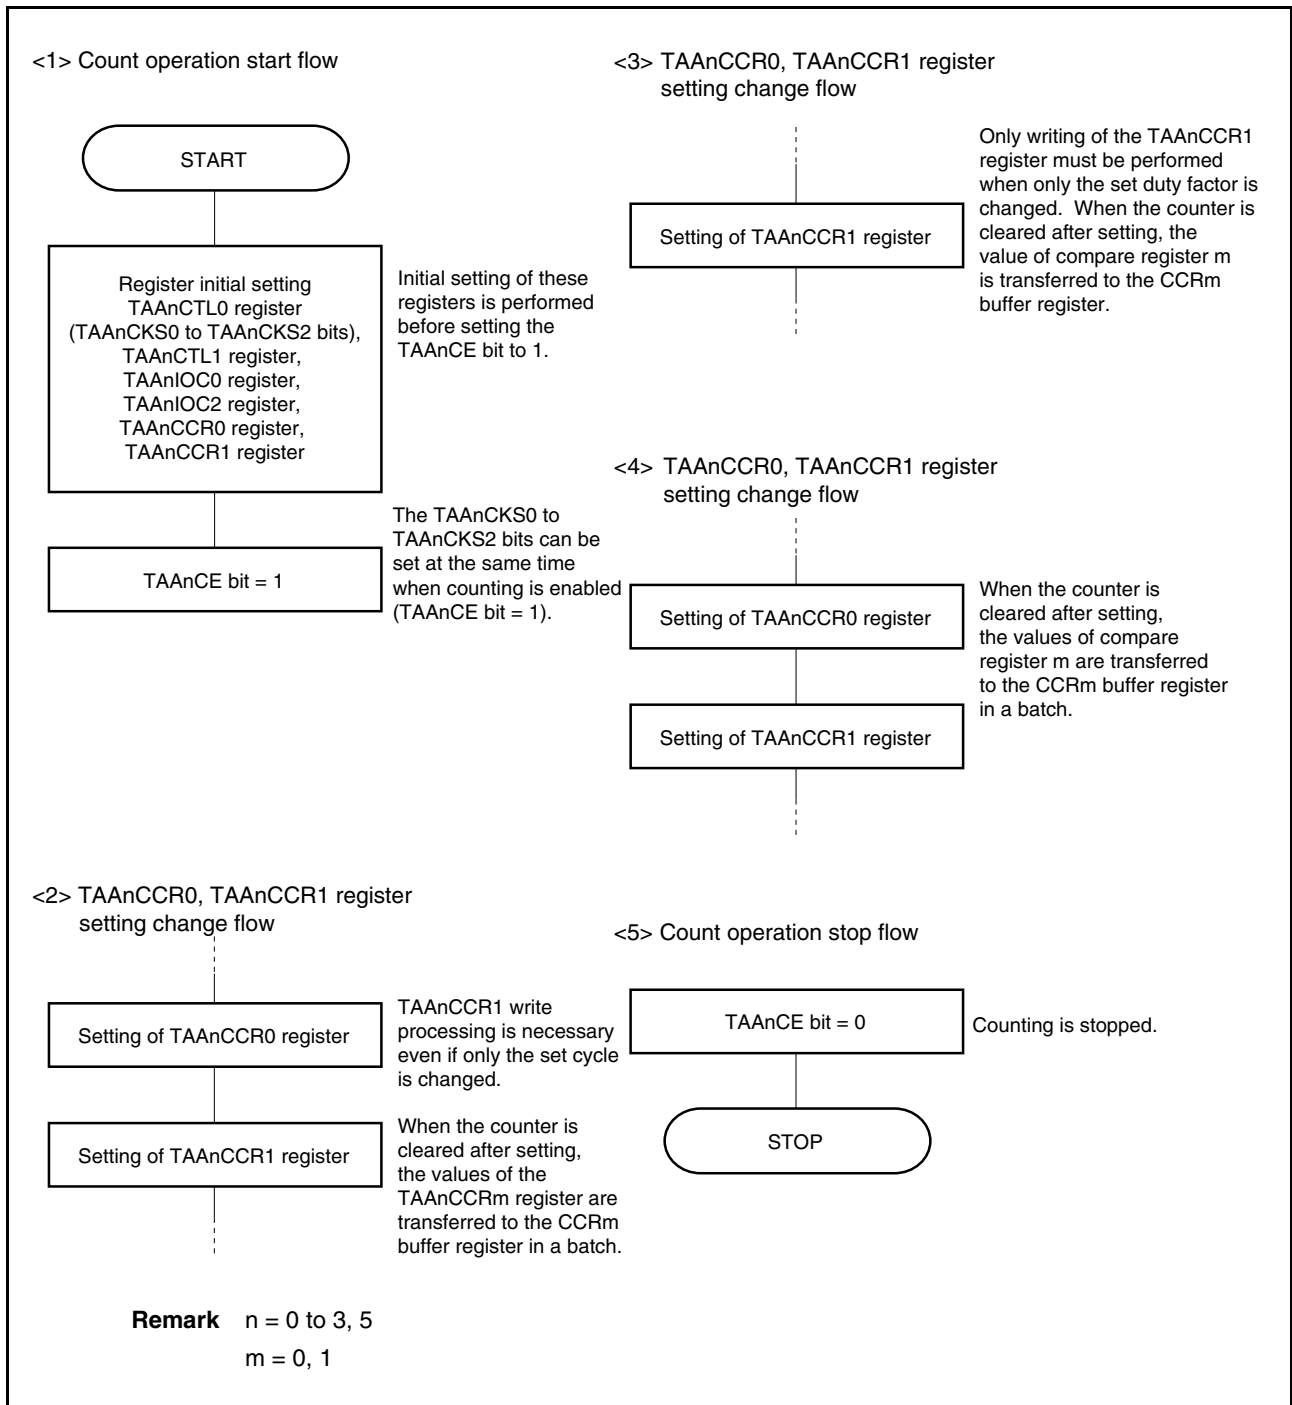 <1> Count operation start flow
START
Register initial setting
TAAnCTL0 register
(TAAnCKS0 to TAAnCKS2 bits),
TAAnCTL1 register,
TAAnIOC0 register,
TAAnIOC2 register,
TAAnCCR0 register,
TAAnCCR1 register
Initial setting of these
registers is performed
before setting the
TAAnCE bit to 1.
TAAnCE bit = 1
The TAAnCKS0 to
TAAnCKS2 bits can be
set at the same time
when counting is enabled
(TAAnCE bit = 1).
<2> TAAnCCR0, TAAnCCR1 register
setting change flow
Setting of TAAnCCR0 register
TAAnCCR1 write
processing is necessary
even if only the set cycle
is changed.
Setting of TAAnCCR1 register
When the counter is
cleared after setting,
the values of the
TAAnCCRm register are
transferred to the CCRm
buffer register in a batch.
<3> TAAnCCR0, TAAnCCR1 register
setting change flow
Setting of TAAnCCR1 register
Only writing of the TAAnCCR1
register must be performed
when only the set duty factor is
changed. When the counter is
cleared after setting, the
value of compare register m
is transferred to the CCRm
buffer register.
<4> TAAnCCR0, TAAnCCR1 register
setting change flow
Setting of TAAnCCR0 register
Setting of TAAnCCR1 register
When the counter is
cleared after setting,
the values of compare
register m are transferred
to the CCRm buffer register
in a batch.
<5> Count operation stop flow
TAAnCE bit = 0
Counting is stopped.
STOP
Remark n = 0 to 3, 5
m = 0, 1